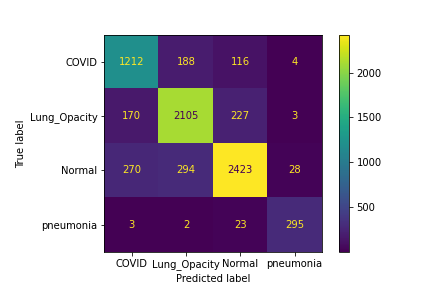 COVID 1212 188 116 4
Lung_Opacity 170 2105 227 3
Normal 270 294 2423 28
pneumonia 3 2 23 295
COVID Lung_Opacity Normal pneumonia
Predicted label
True label
2000
1500
1000
500